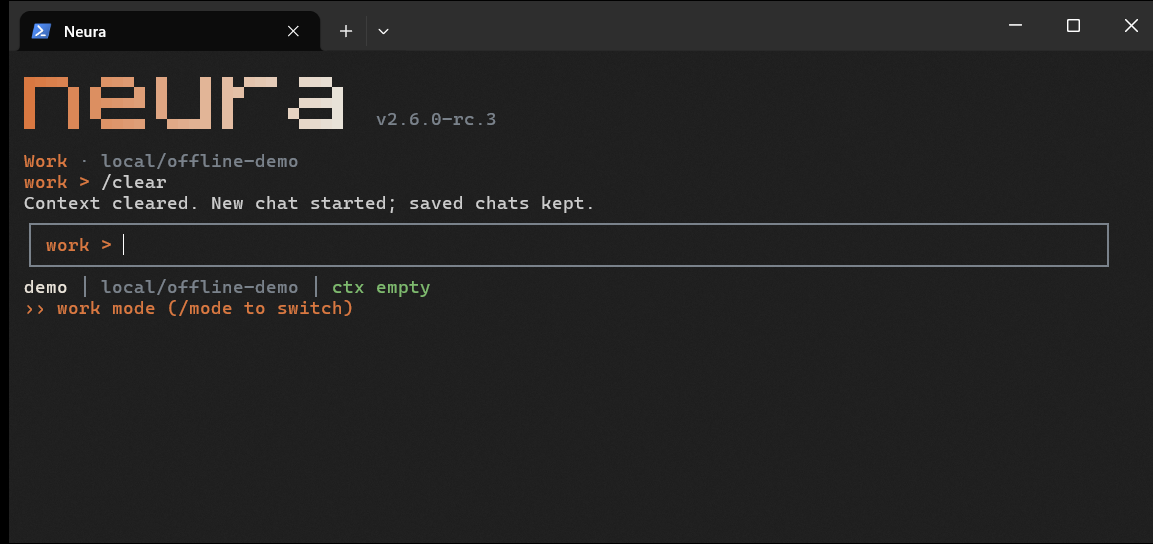 Neura
neura v2.6.0-rc.3
Work · local/offline-demo
work > /clear
Context cleared. New chat started; saved chats kept.
work >
demo │ local/offline-demo │ ctx empty
›› work mode (/mode to switch)